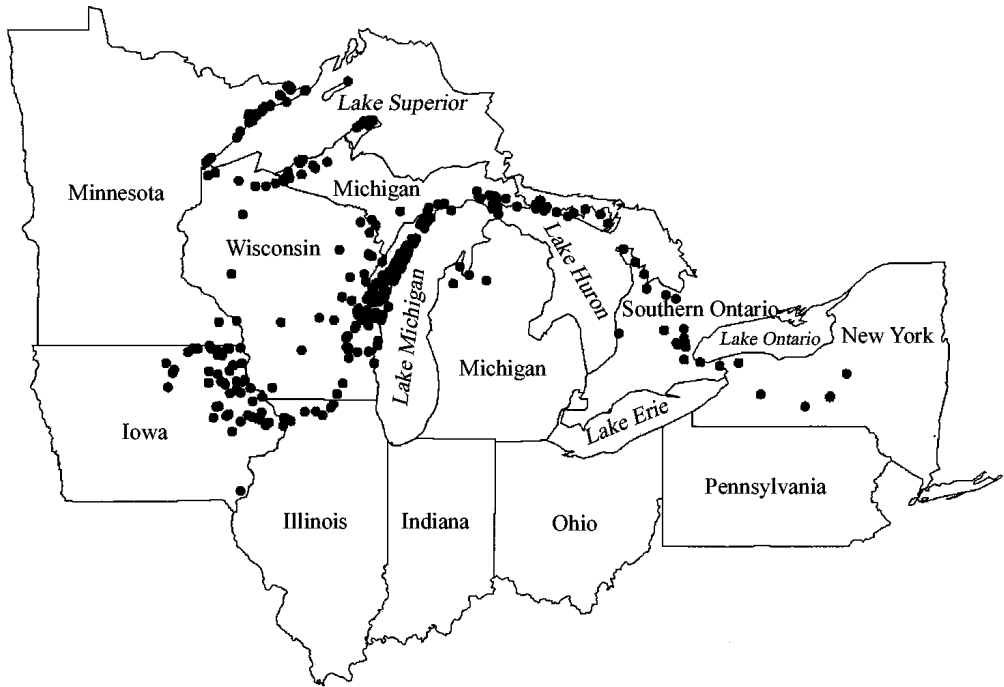 Lake Superior
Minnesota
Michigan
Wisconsin
Lake Huron
Lake Michigan
Southern Ontario
Lake Ontario
New York
Michigan
Lake Erie
Iowa
Pennsylvania
Illinois
Indiana
Ohio